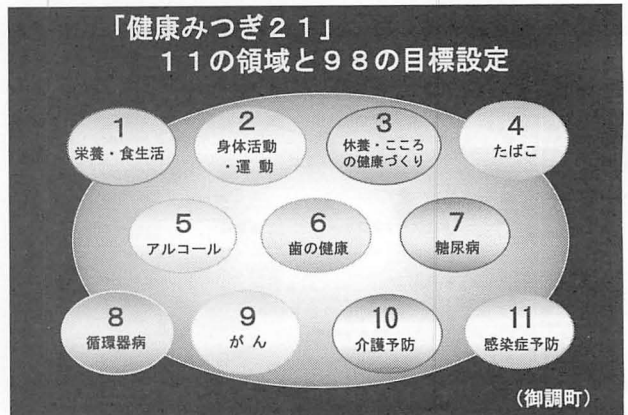 「健康みつぎ２１」
１１の領域と９８の目標設定
1
栄養・食生活
2
身体活動
・運 動
3
休養・こころ
の健康づくり
4
たばこ
5
アルコール
6
歯の健康
7
糖尿病
8
循環器病
9
が ん
10
介護予防
11
感染症予防
（御調町）